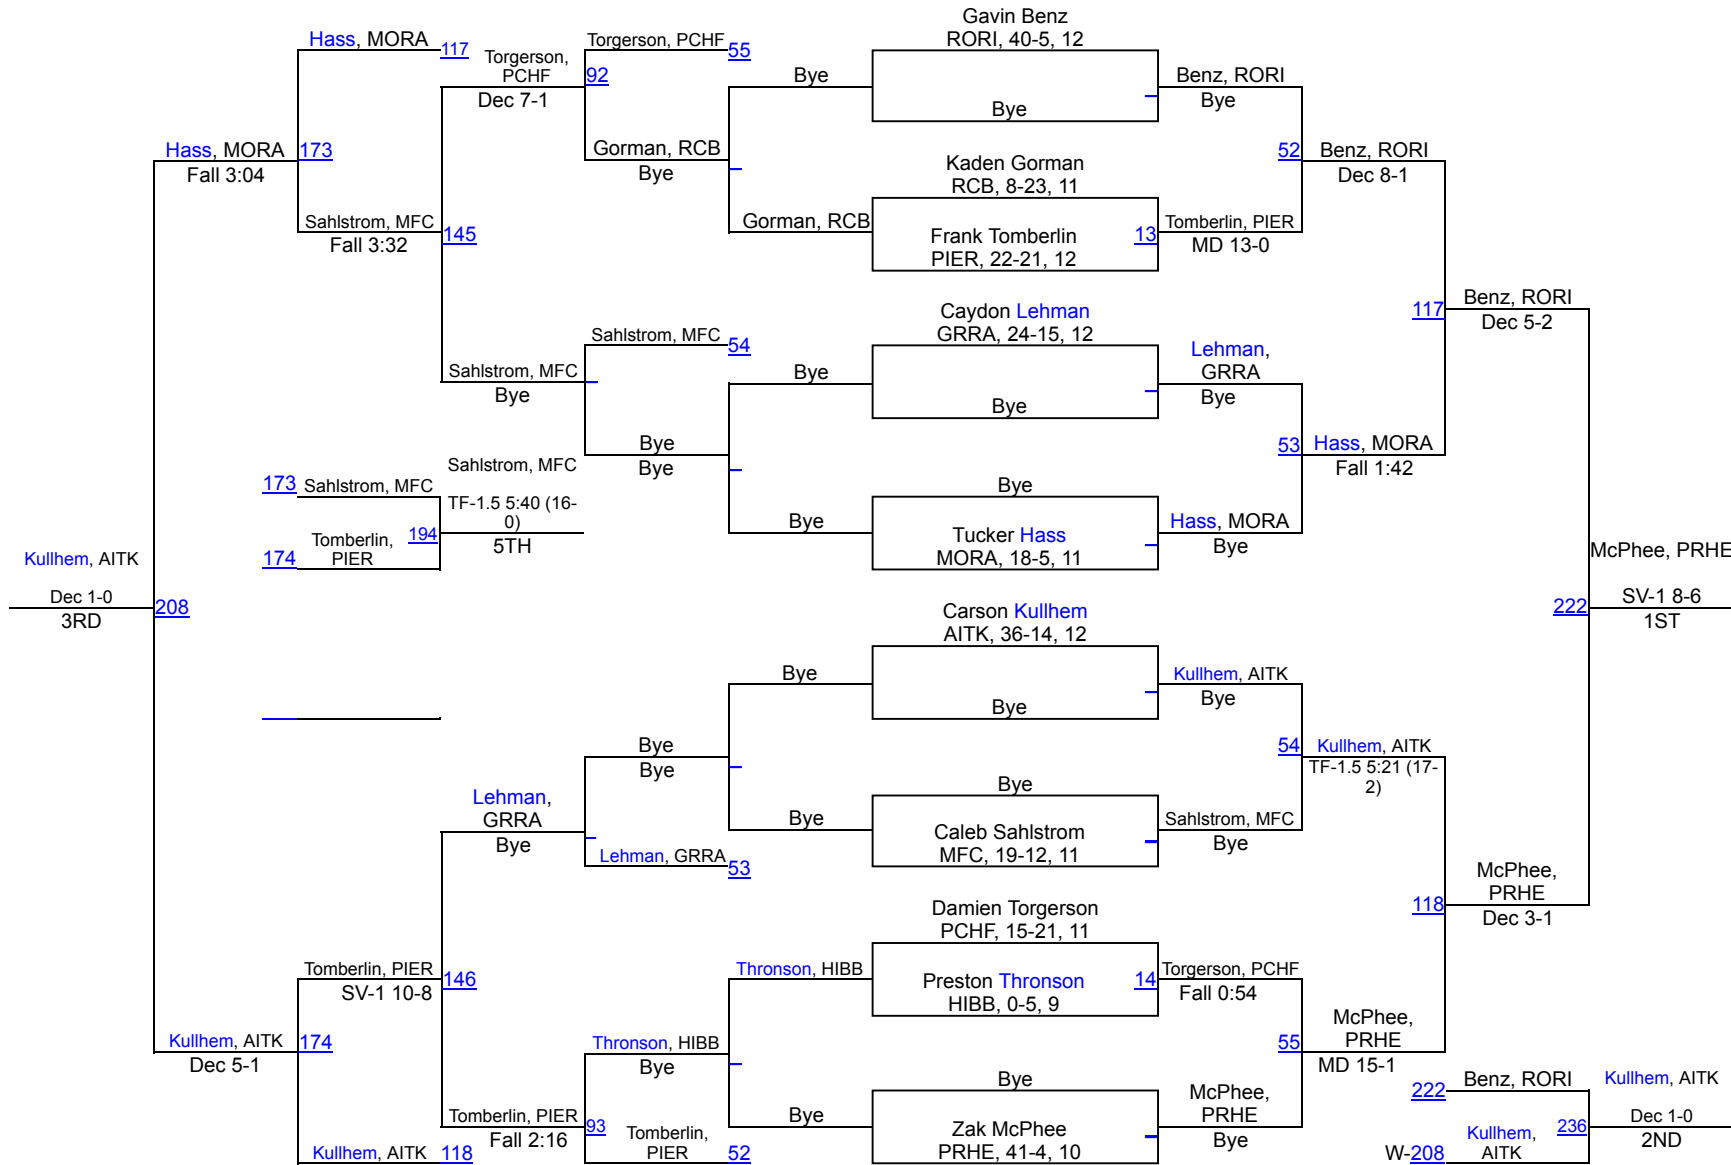 Gavin Benz
RORI, 40-5, 12
Bye
Kaden Gorman
RCB, 8-23, 11
Frank Tomberlin
PIER, 22-21, 12
13
Caydon Lehman
GRRA, 24-15, 12
Bye
Bye
Tucker Hass
MORA, 18-5, 11
Carson Kullhem
AITK, 36-14, 12
Bye
Bye
Caleb Sahlstrom
MFC, 19-12, 11
Damien Torgerson
PCHF, 15-21, 11
Preston Thronson
HIBB, 0-5, 9
14
Bye
Zak McPhee
PRHE, 41-4, 10
Benz, RORI
Bye
Tomberlin, PIER
MD 13-0
Lehman,
GRRA
Bye
Hass, MORA
Bye
Kullhem, AITK
Bye
Sahlstrom, MFC
Bye
Torgerson, PCHF
Fall 0:54
McPhee,
PRHE
Bye
52
Benz, RORI
Dec 8-1
53
Hass, MORA
Fall 1:42
54
Kullhem, AITK
TF-1.5 5:21 (17-
2)
55
McPhee,
PRHE
MD 15-1
117
Benz, RORI
Dec 5-2
118
McPhee,
PRHE
Dec 3-1
McPhee, PRHE
222
SV-1 8-6
1ST
222
Benz, RORI
W-208
Kullhem,
AITK
236
Kullhem, AITK
Dec 1-0
2ND
Bye
Gorman, RCB
Bye
Bye
Bye
Bye
Thronson, HIBB
Bye
Torgerson, PCHF
55
Gorman, RCB
Bye
Sahlstrom, MFC
54
Bye
Bye
Bye
Bye
Lehman, GRRA
53
Thronson, HIBB
Bye
Tomberlin,
PIER
52
Torgerson,
PCHF
92
Dec 7-1
Sahlstrom, MFC
Bye
Lehman,
GRRA
Bye
Tomberlin, PIER
93
Fall 2:16
Hass, MORA
117
Sahlstrom, MFC
145
Fall 3:32
Tomberlin, PIER
146
SV-1 10-8
Kullhem, AITK
118
Hass, MORA
173
Fall 3:04
Kullhem, AITK
174
Dec 5-1
173
Sahlstrom, MFC
174
Tomberlin,
PIER
194
Sahlstrom, MFC
TF-1.5 5:40 (16-
0)
5TH
Kullhem, AITK
Dec 1-0
208
3RD